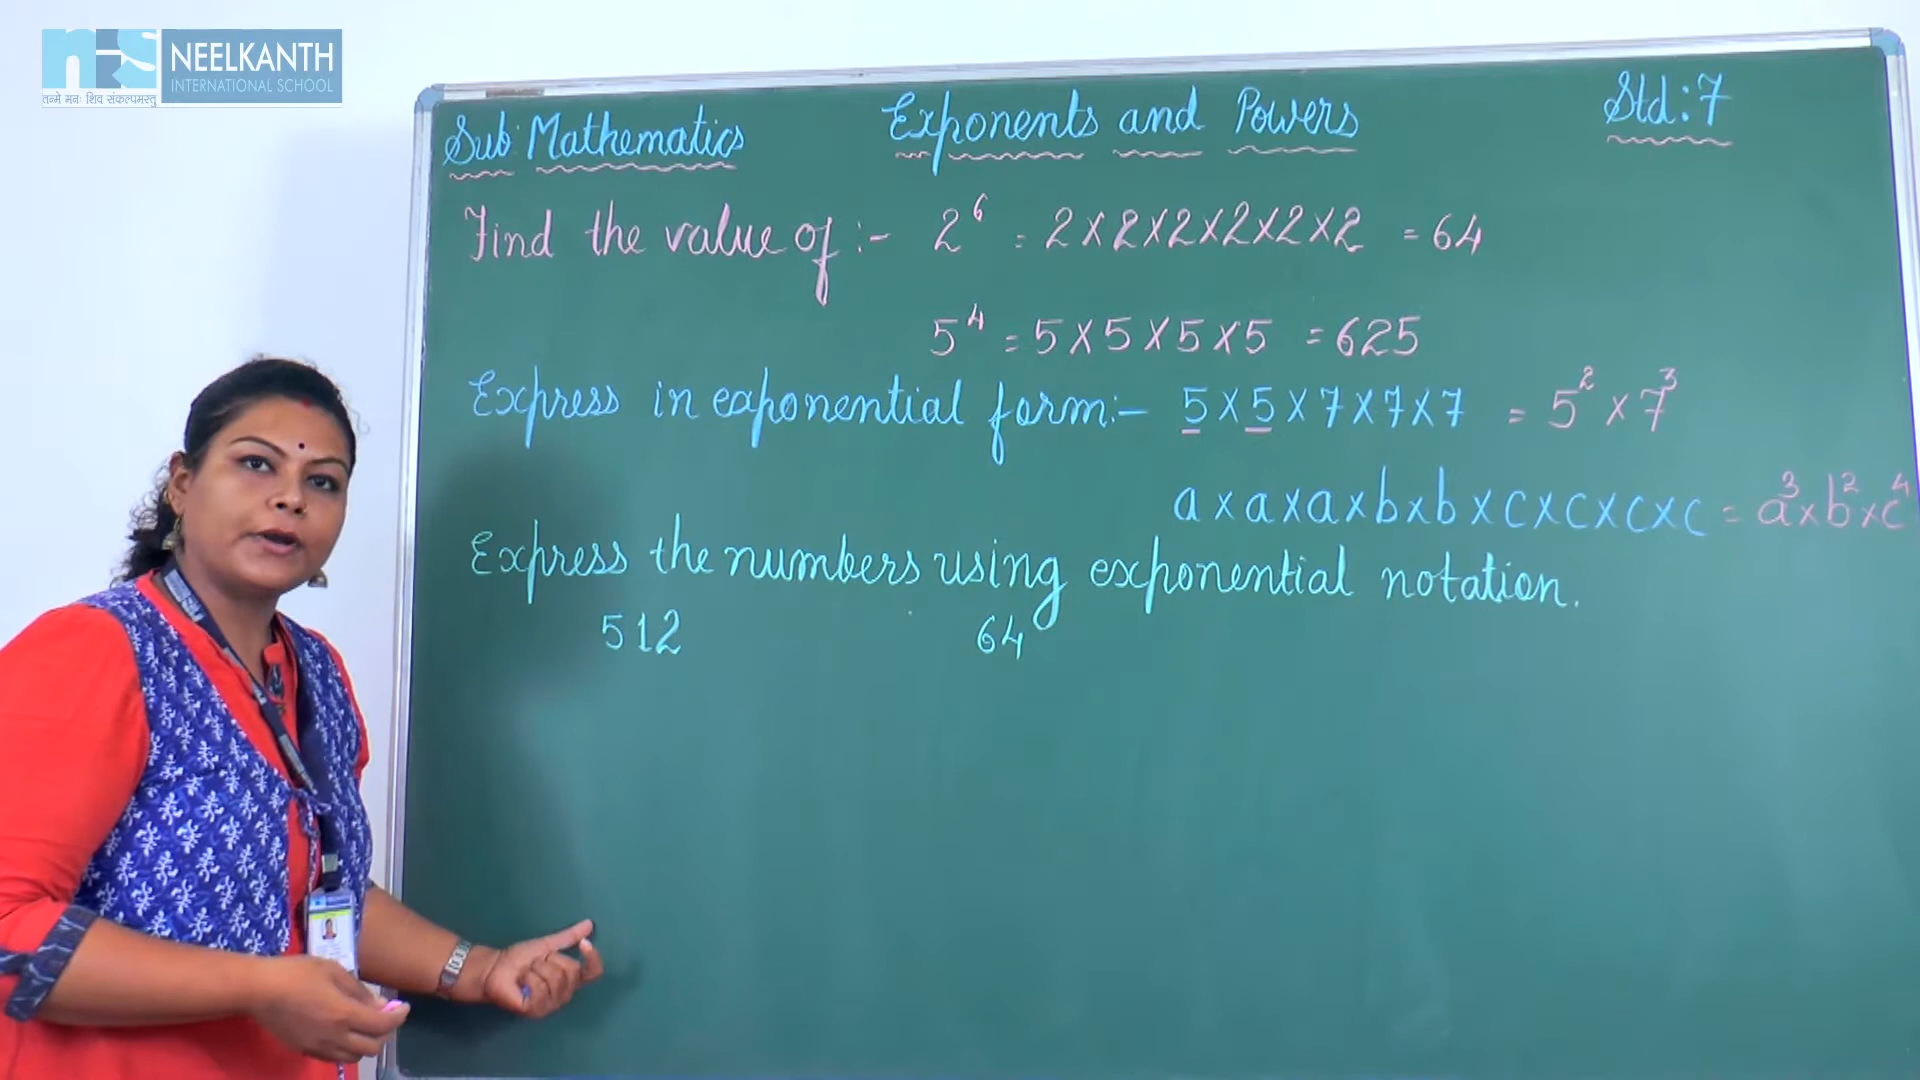 nis NEELKANTH
INTERNATIONAL SCHOOL
तन्मे मनः शिव संकल्पमस्तु
Sub: Mathematics Exponents and Powers Std: 7
Find the value of :- 2⁶ = 2×2×2×2×2×2 = 64
5⁴ = 5×5×5×5 = 625
Express in exponential form:- 5×5×7×7×7 = 5²×7³
a×a×a×b×b×c×c×c×c = a³×b²×c⁴
Express the numbers using exponential notation.
512 64